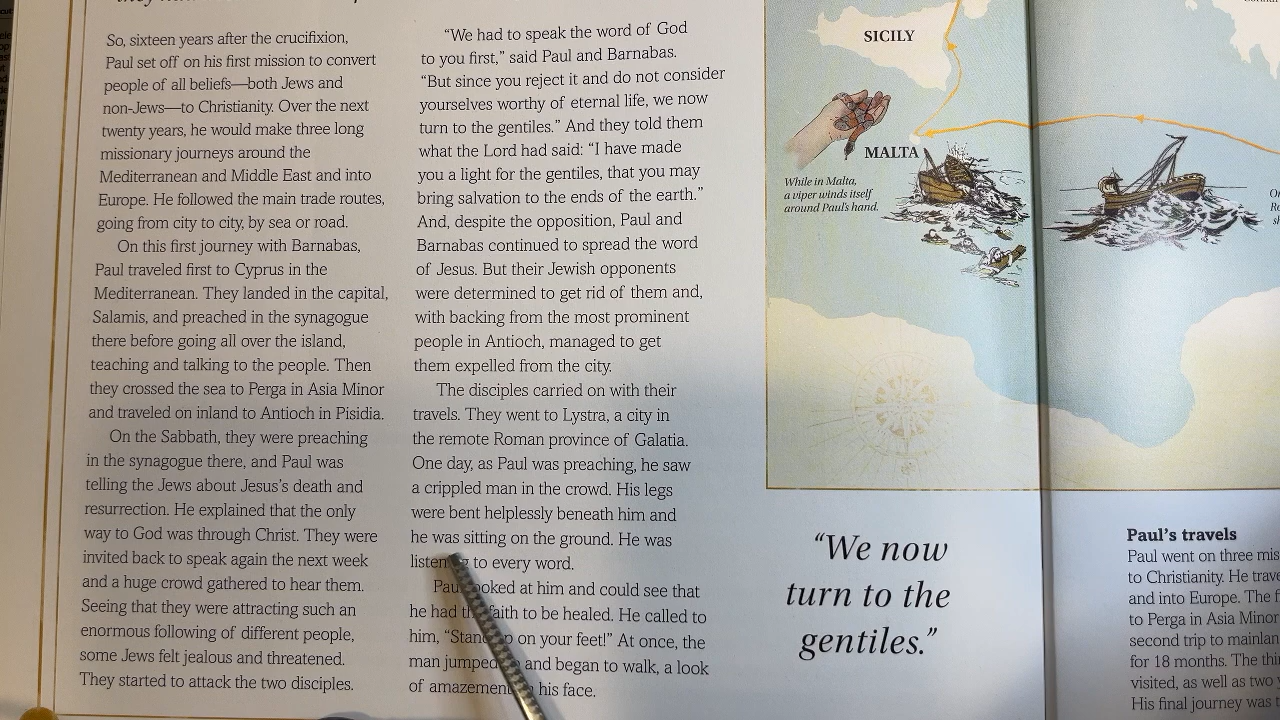 So, sixteen years after the crucifixion,
Paul set off on his first mission to convert
people of all beliefs—both Jews and
non-Jews—to Christianity. Over the next
twenty years, he would make three long
missionary journeys around the
Mediterranean and Middle East and into
Europe. He followed the main trade routes,
going from city to city, by sea or road.
On this first journey with Barnabas,
Paul traveled first to Cyprus in the
Mediterranean. They landed in the capital,
Salamis, and preached in the synagogue
there before going all over the island,
teaching and talking to the people. Then
they crossed the sea to Perga in Asia Minor
and traveled on inland to Antioch in Pisidia.
On the Sabbath, they were preaching
in the synagogue there, and Paul was
telling the Jews about Jesus's death and
resurrection. He explained that the only
way to God was through Christ. They were
invited back to speak again the next week
and a huge crowd gathered to hear them.
Seeing that they were attracting such an
enormous following of different people,
some Jews felt jealous and threatened.
They started to attack the two disciples.
“We had to speak the word of God
to you first,” said Paul and Barnabas.
“But since you reject it and do not consider
yourselves worthy of eternal life, we now
turn to the gentiles.” And they told them
what the Lord had said: “I have made
you a light for the gentiles, that you may
bring salvation to the ends of the earth.”
And, despite the opposition, Paul and
Barnabas continued to spread the word
of Jesus. But their Jewish opponents
were determined to get rid of them and,
with backing from the most prominent
people in Antioch, managed to get
them expelled from the city.
The disciples carried on with their
travels. They went to Lystra, a city in
the remote Roman province of Galatia.
One day, as Paul was preaching, he saw
a crippled man in the crowd. His legs
were bent helplessly beneath him and
he was sitting on the ground. He was
to every word.
at him and could see that
he had to be healed. He called to
him, on your feet!” At once, the
man jumped and began to walk, a look
of amazement his face.
SICILY
MALTA
While in Malta,
a viper winds itself
around Paul's hand.
“We now
turn to the
gentiles.”
Paul's travels
Paul went on three
to Christianity. He
and into Europe. The
to Perga in Asia Minor
second trip to
for 18 months. The
visited, as well as two
His final journey was